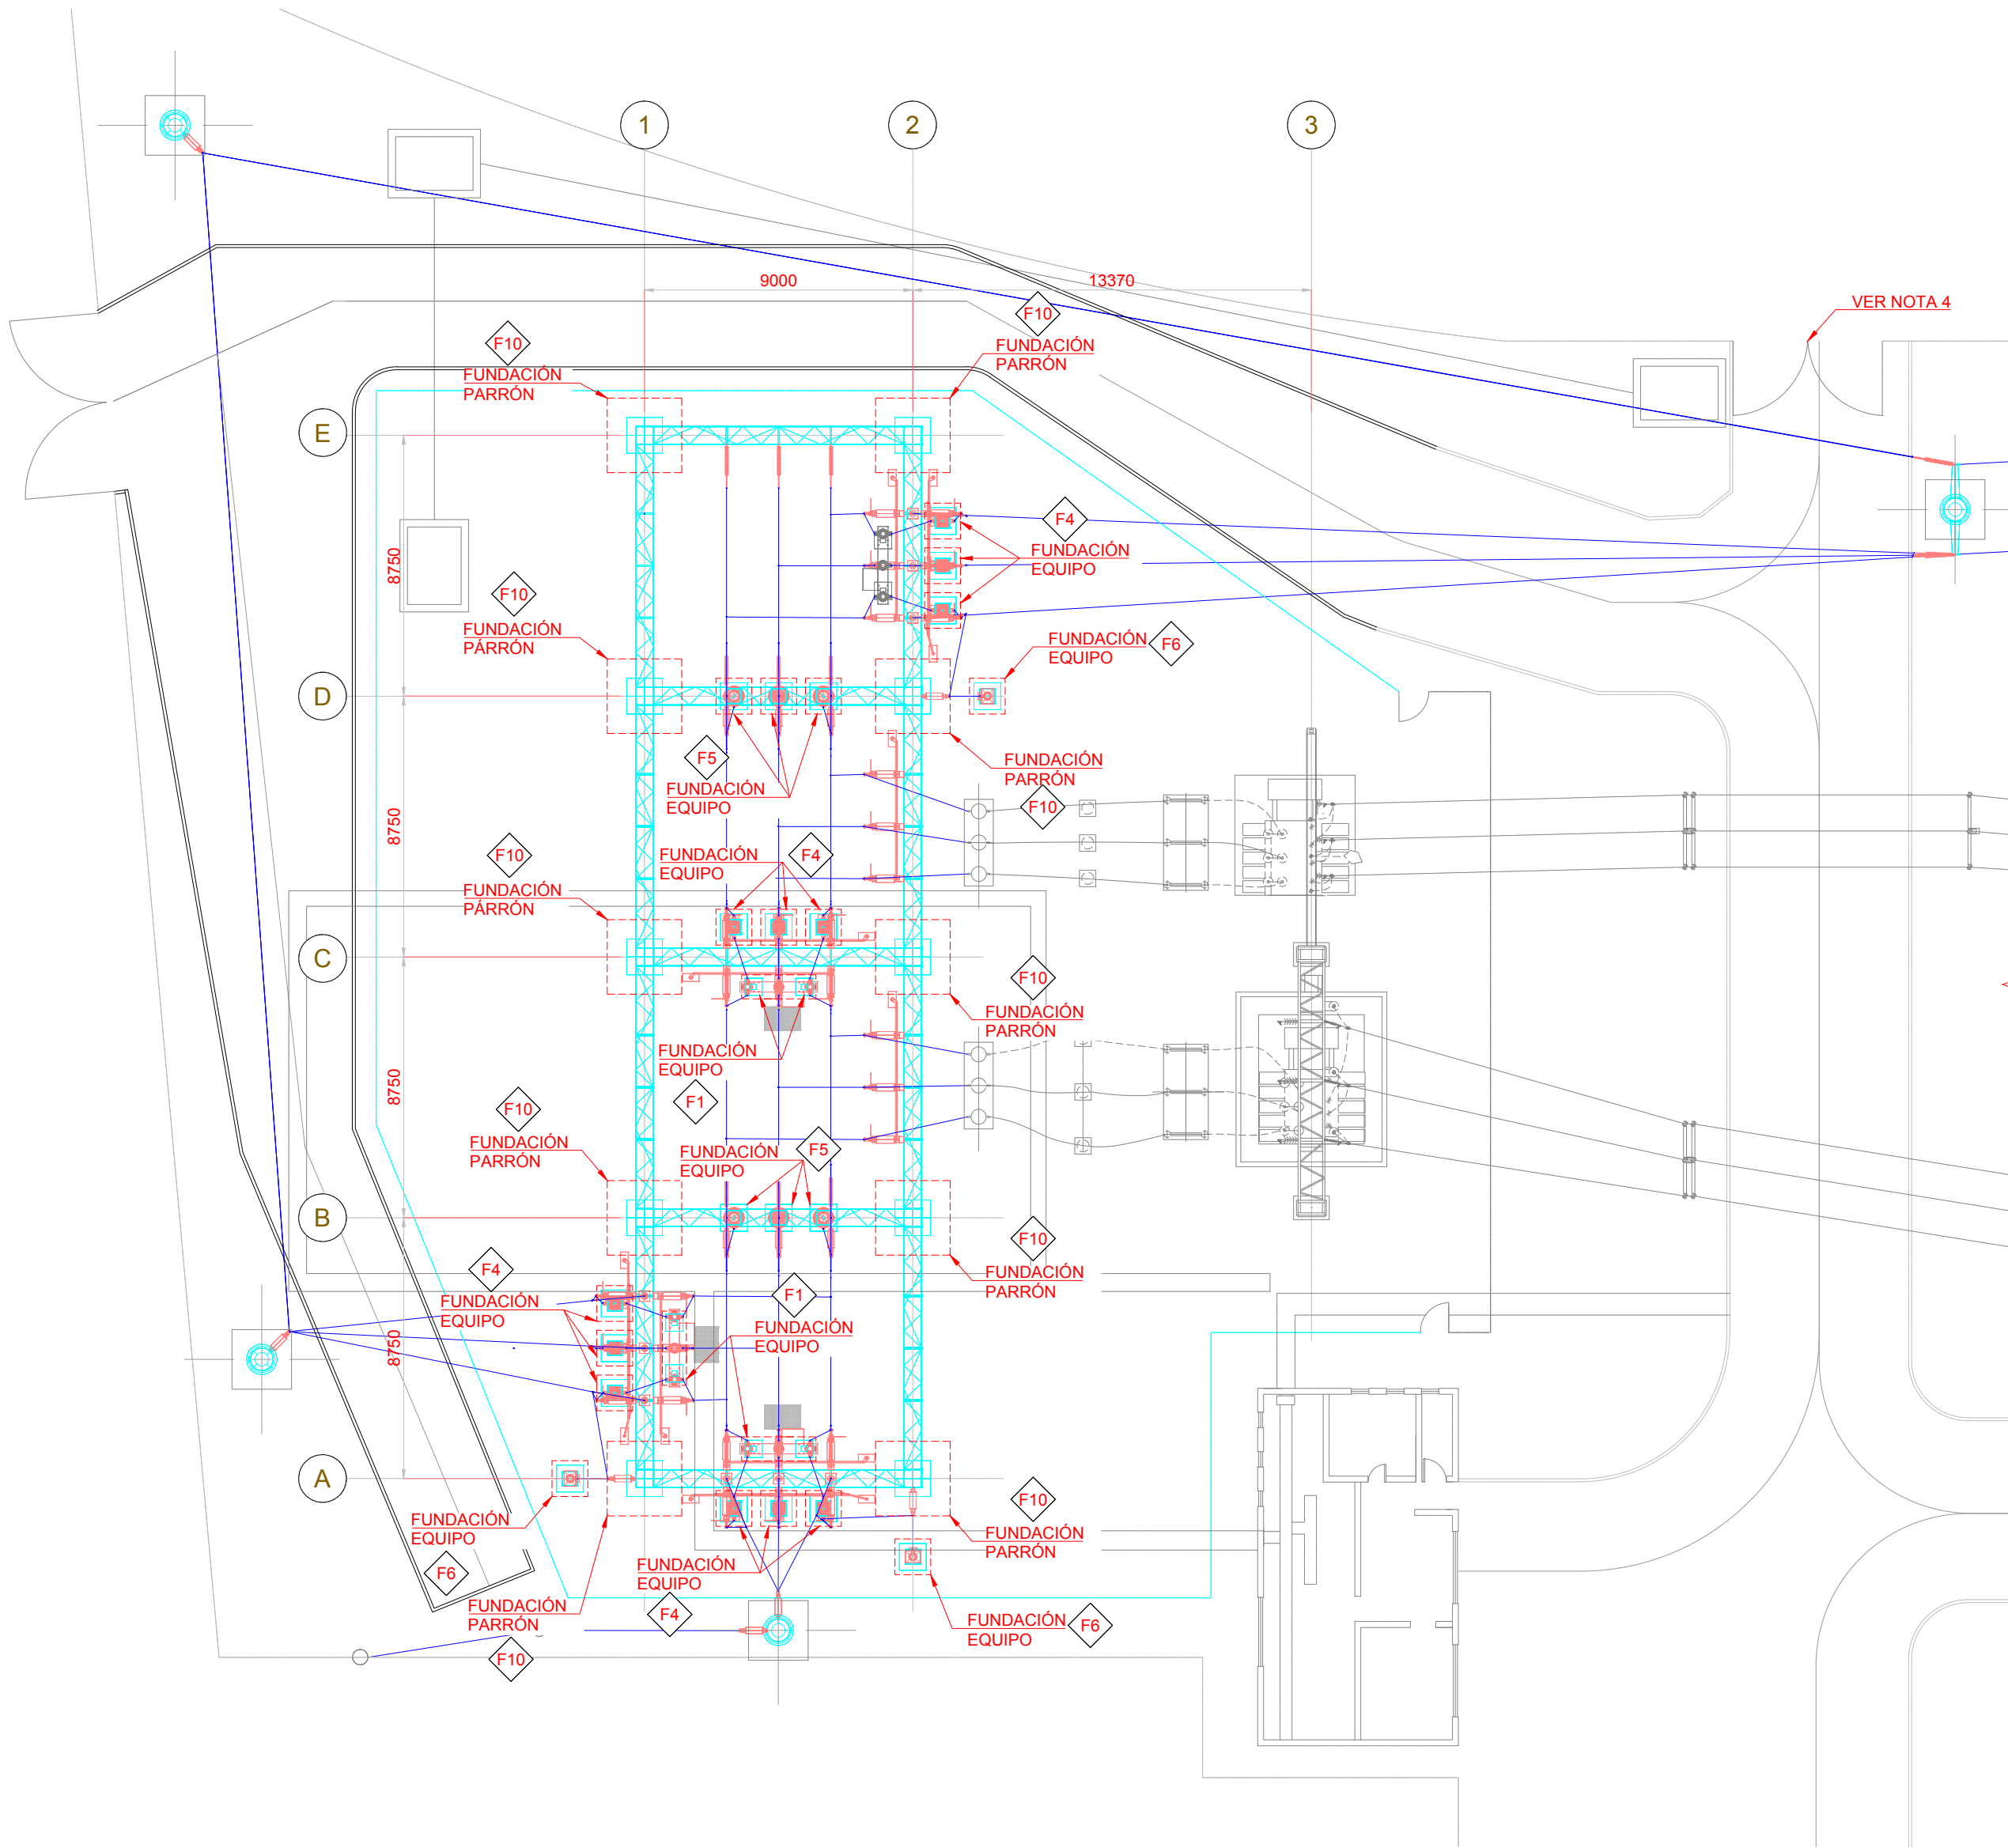 1
2
3
9000
13370
VER NOTA 4
F10
F10
FUNDACIÓN
PARRÓN
FUNDACIÓN
PARRÓN
E
F4
FUNDACIÓN
EQUIPO
8750
F10
FUNDACIÓN
PÁRRÓN
FUNDACIÓN
EQUIPO
F6
D
F5
FUNDACIÓN
EQUIPO
FUNDACIÓN
PARRÓN
F10
8750
F10
FUNDACIÓN
EQUIPO
F4
FUNDACIÓN
PÁRRÓN
C
F10
FUNDACIÓN
PARRÓN
FUNDACIÓN
EQUIPO
8750
F1
F10
FUNDACIÓN
PARRÓN
F5
FUNDACIÓN
EQUIPO
B
F10
FUNDACIÓN
PARRÓN
F4
FUNDACIÓN
EQUIPO
F1
FUNDACIÓN
EQUIPO
8750
A
F10
FUNDACIÓN
PARRÓN
FUNDACIÓN
EQUIPO
F6
FUNDACIÓN
EQUIPO
F4
FUNDACIÓN
PARRÓN
F10
FUNDACIÓN
EQUIPO
F6